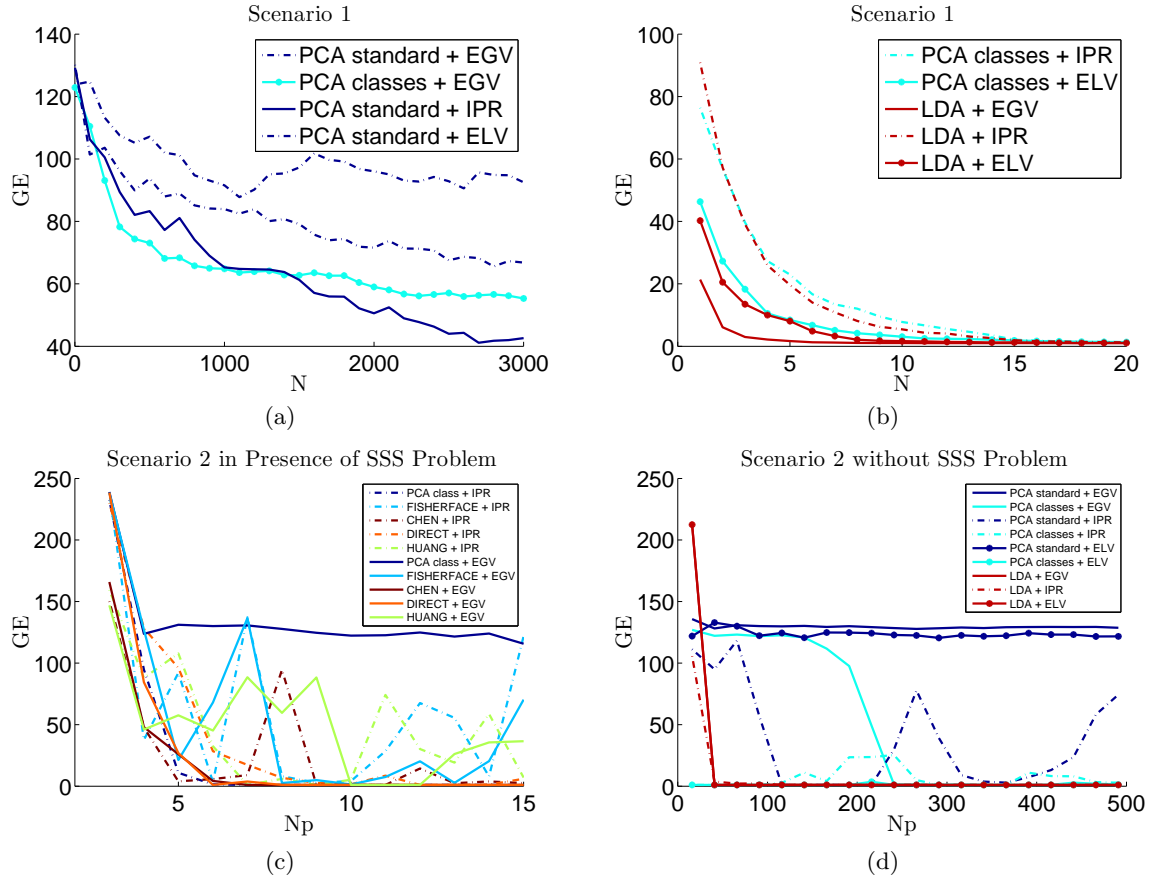 Scenario 1
140
120
100
80
60
40
0
1000
2000
3000
GE
N
PCA standard + EGV
PCA classes + EGV
PCA standard + IPR
PCA standard + ELV
(a)
Scenario 1
100
80
60
40
20
0
0
5
10
15
20
GE
N
PCA classes + IPR
PCA classes + ELV
LDA + EGV
LDA + IPR
LDA + ELV
(b)
Scenario 2 in Presence of SSS Problem
250
200
150
100
50
0
5
10
15
GE
Np
PCA class + IPR
FISHERFACE + IPR
CHEN + IPR
DIRECT + IPR
HUANG + IPR
PCA class + EGV
FISHERFACE + EGV
CHEN + EGV
DIRECT + EGV
HUANG + EGV
(c)
Scenario 2 without SSS Problem
250
200
150
100
50
0
0
100
200
300
400
500
GE
Np
PCA standard + EGV
PCA classes + EGV
PCA standard + IPR
PCA classes + IPR
PCA standard + ELV
PCA classes + ELV
LDA + EGV
LDA + IPR
LDA + ELV
(d)